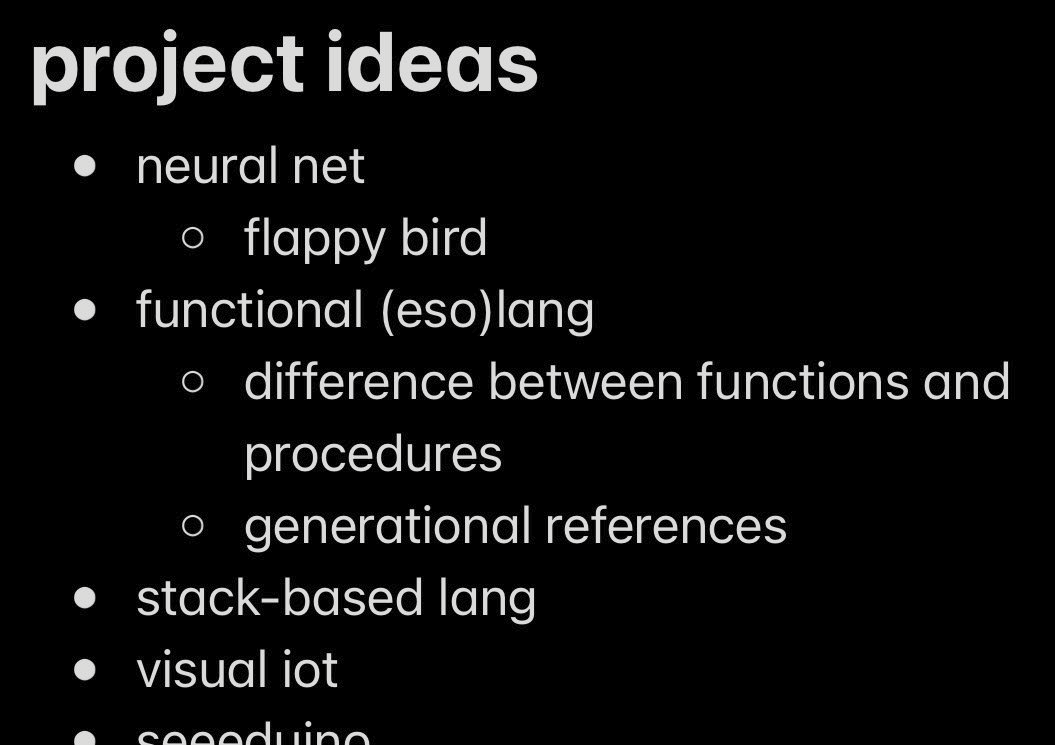 project ideas
neural net
flappy bird
functional (eso)lang
difference between functions and
procedures
generational references
stack-based lang
visual iot
seeeduino